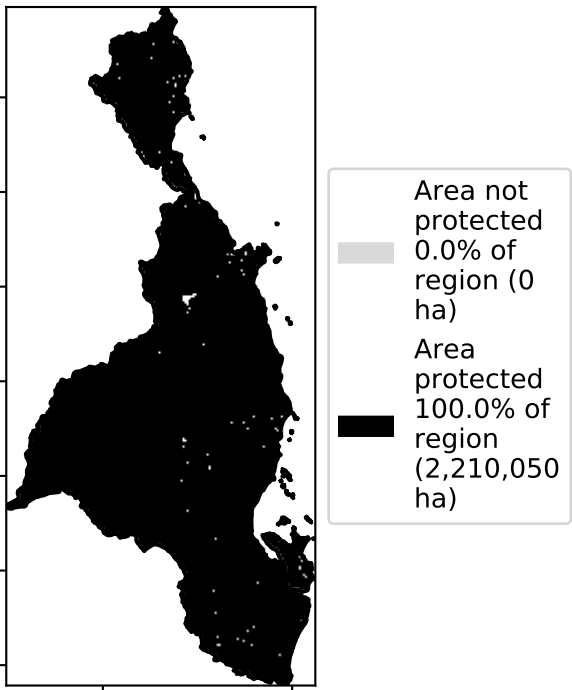 Area not
protected
0.0% of
region (0
ha)
Area
protected
100.0% of
region
(2,210,050
ha)